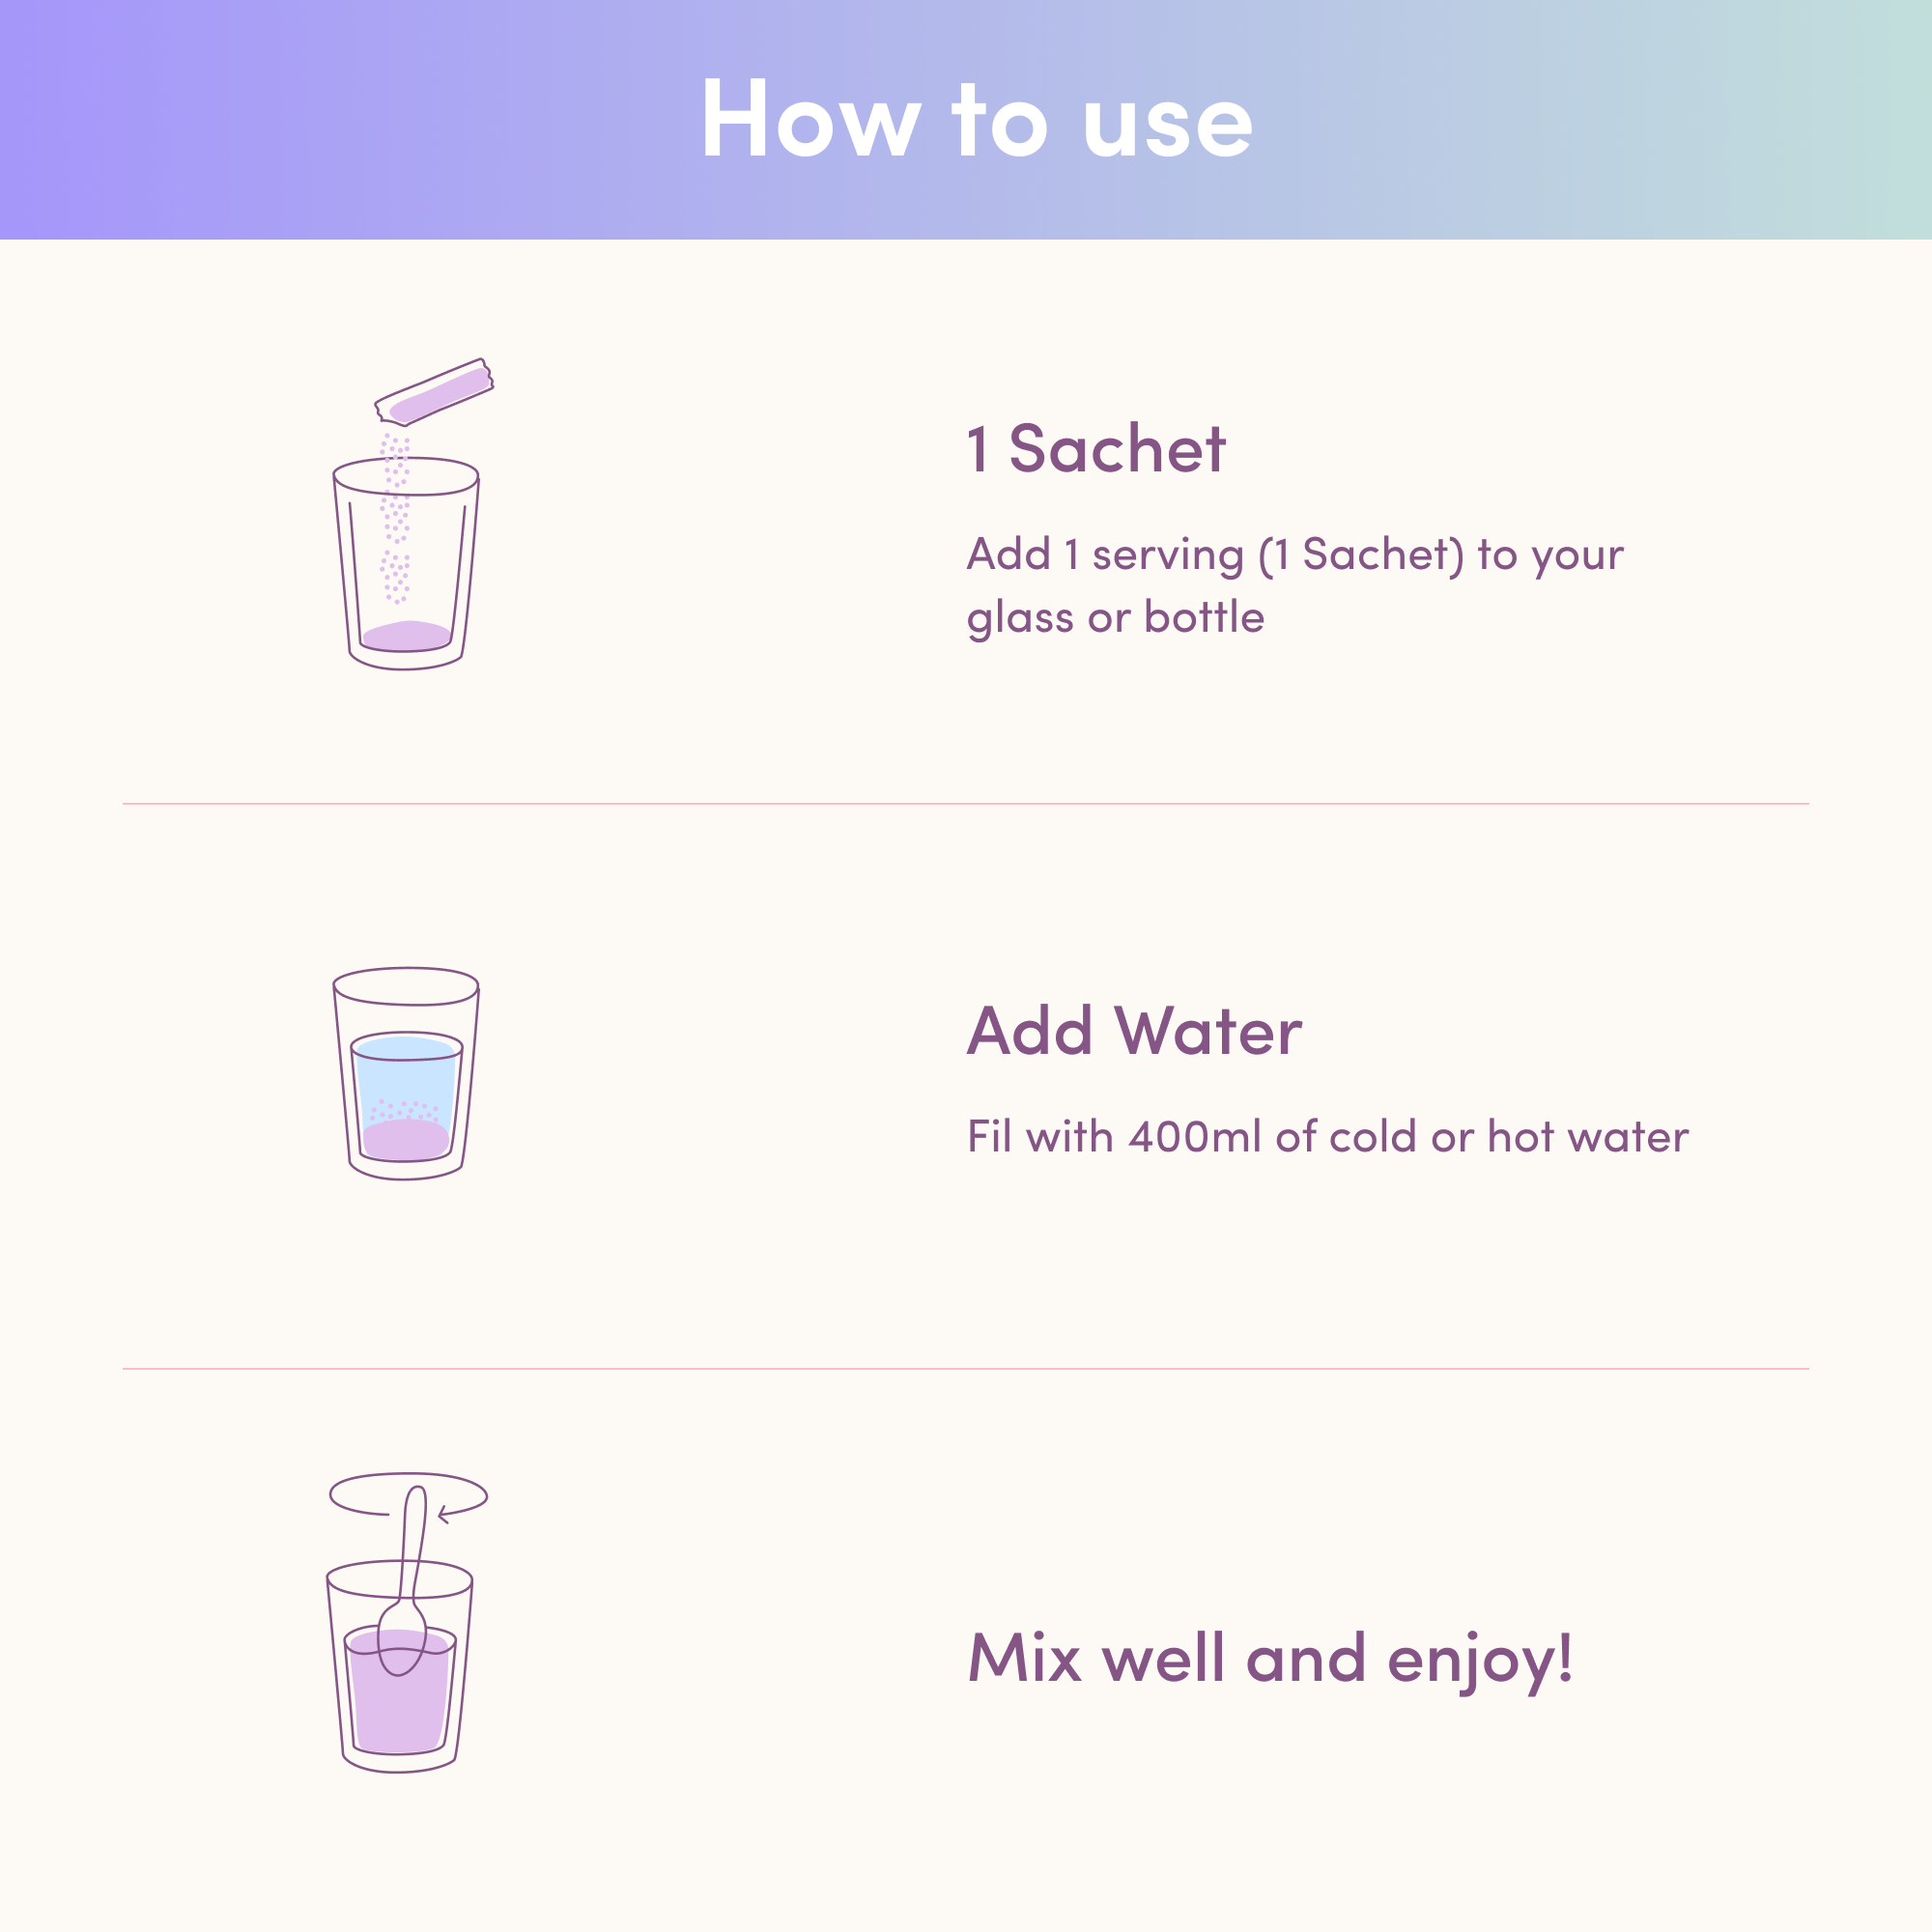 How to use
1 Sachet
Add 1 serving (1 Sachet) to your
glass or bottle
Add Water
Fil with 400ml of cold or hot water
Mix well and enjoy!